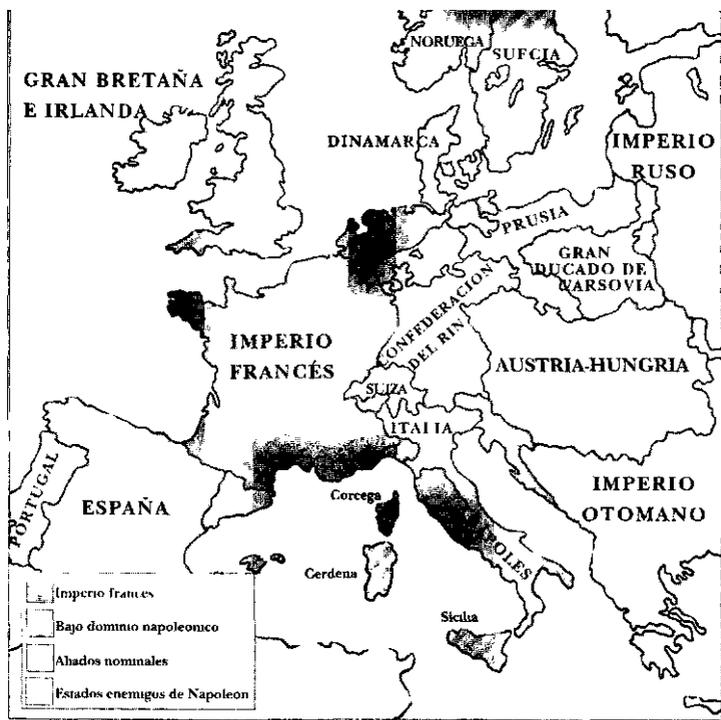 NORUEGA
SUECIA
GRAN BRETAÑA
E IRLANDA
DINAMARCA
IMPERIO
RUSO
PRUSIA
GRAN
DUCADO DE
VARSOVIA
CONFEDERACION
DEL RIN
IMPERIO
FRANCÉS
AUSTRIA-HUNGRIA
SUIZA
ITALIA
PORTUGAL
ESPAÑA
Corcega
IMPERIO
OTOMANO
POLES
Cerdena
Sicilia
Imperio frances
Bajo dominio napoleonico
Aliados nominales
Estados enemigos de Napoleon